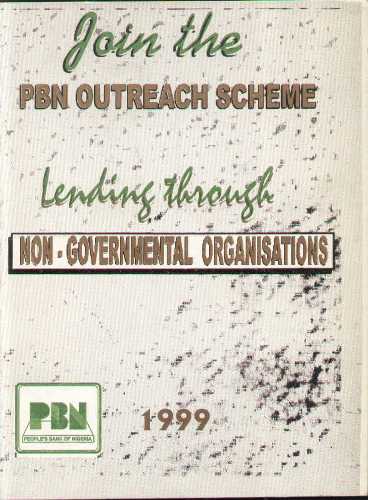 Join the
PBN OUTREACH SCHEME
Lending through
NON-GOVERNMENTAL ORGANISATIONS
PBN
PEOPLE'S BANK OF NIGERIA
1999